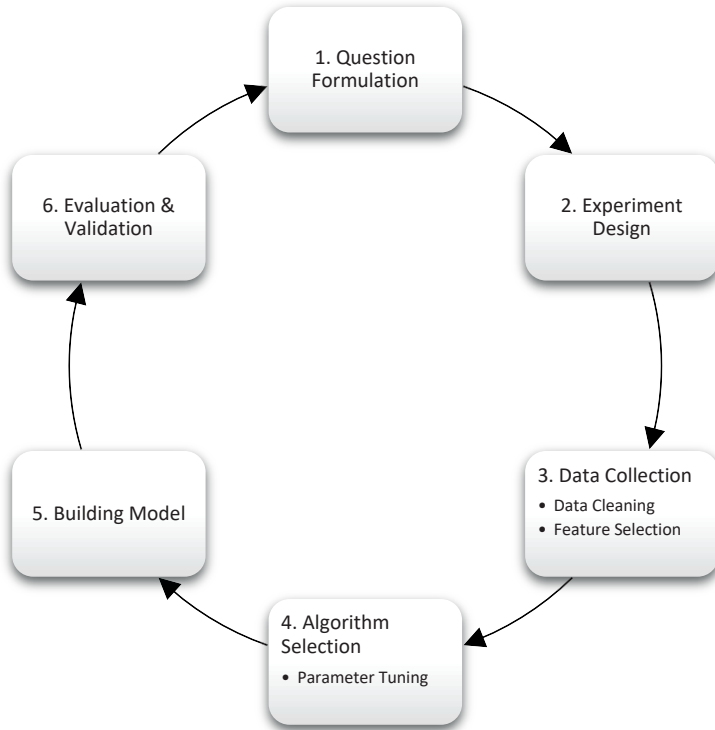 1. Question
Formulation
2. Experiment
Design
3. Data Collection
• Data Cleaning
• Feature Selection
4. Algorithm
Selection
• Parameter Tuning
5. Building Model
6. Evaluation &
Validation